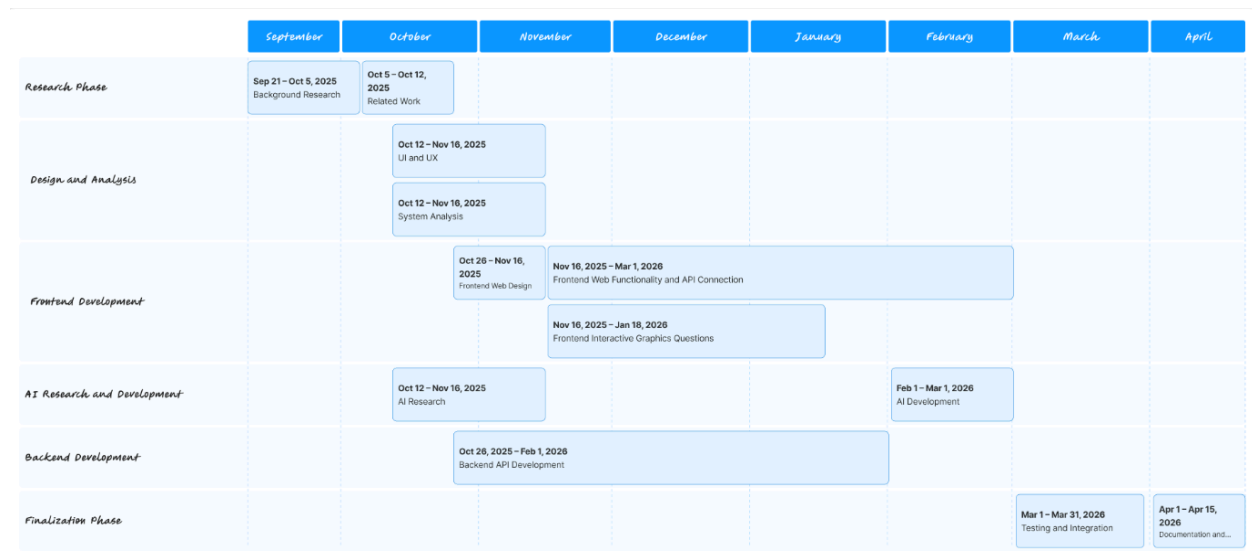 September
October
November
December
January
February
March
April
Research Phase
Sep 21 – Oct 5, 2025
Background Research
Oct 5 – Oct 12,
2025
Related Work
Design and Analysis
Oct 12 – Nov 16, 2025
UI and UX
Oct 12 – Nov 16, 2025
System Analysis
Frontend Development
Oct 26 – Nov 16,
2025
Frontend Web Design
Nov 16, 2025 – Mar 1, 2026
Frontend Web Functionality and API Connection
Nov 16, 2025 – Jan 18, 2026
Frontend Interactive Graphics Questions
AI Research and Development
Oct 12 – Nov 16, 2025
AI Research
Feb 1 – Mar 1, 2026
AI Development
Backend Development
Oct 26, 2025 – Feb 1, 2026
Backend API Development
Finalization Phase
Mar 1 – Mar 31, 2026
Testing and Integration
Apr 1 – Apr 15,
2026
Documentation and...